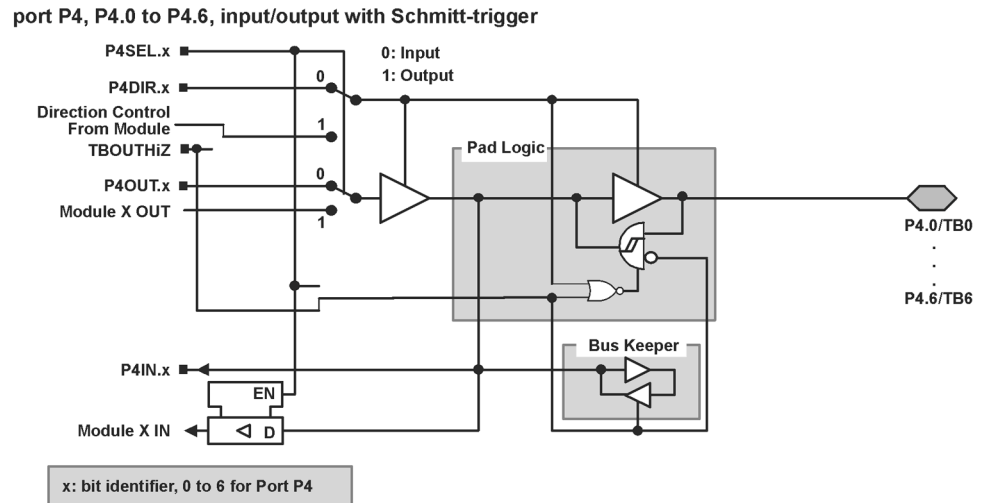 port P4, P4.0 to P4.6, input/output with Schmitt-trigger
P4SEL.x
0: Input
1: Output
P4DIR.x
0
Direction Control
From Module
1
TBOUTHiZ
Pad Logic
P4OUT.x
0
Module X OUT
1
P4.0/TB0
.
.
.
P4.6/TB6
Bus Keeper
P4IN.x
EN
Module X IN
D
x: bit identifier, 0 to 6 for Port P4